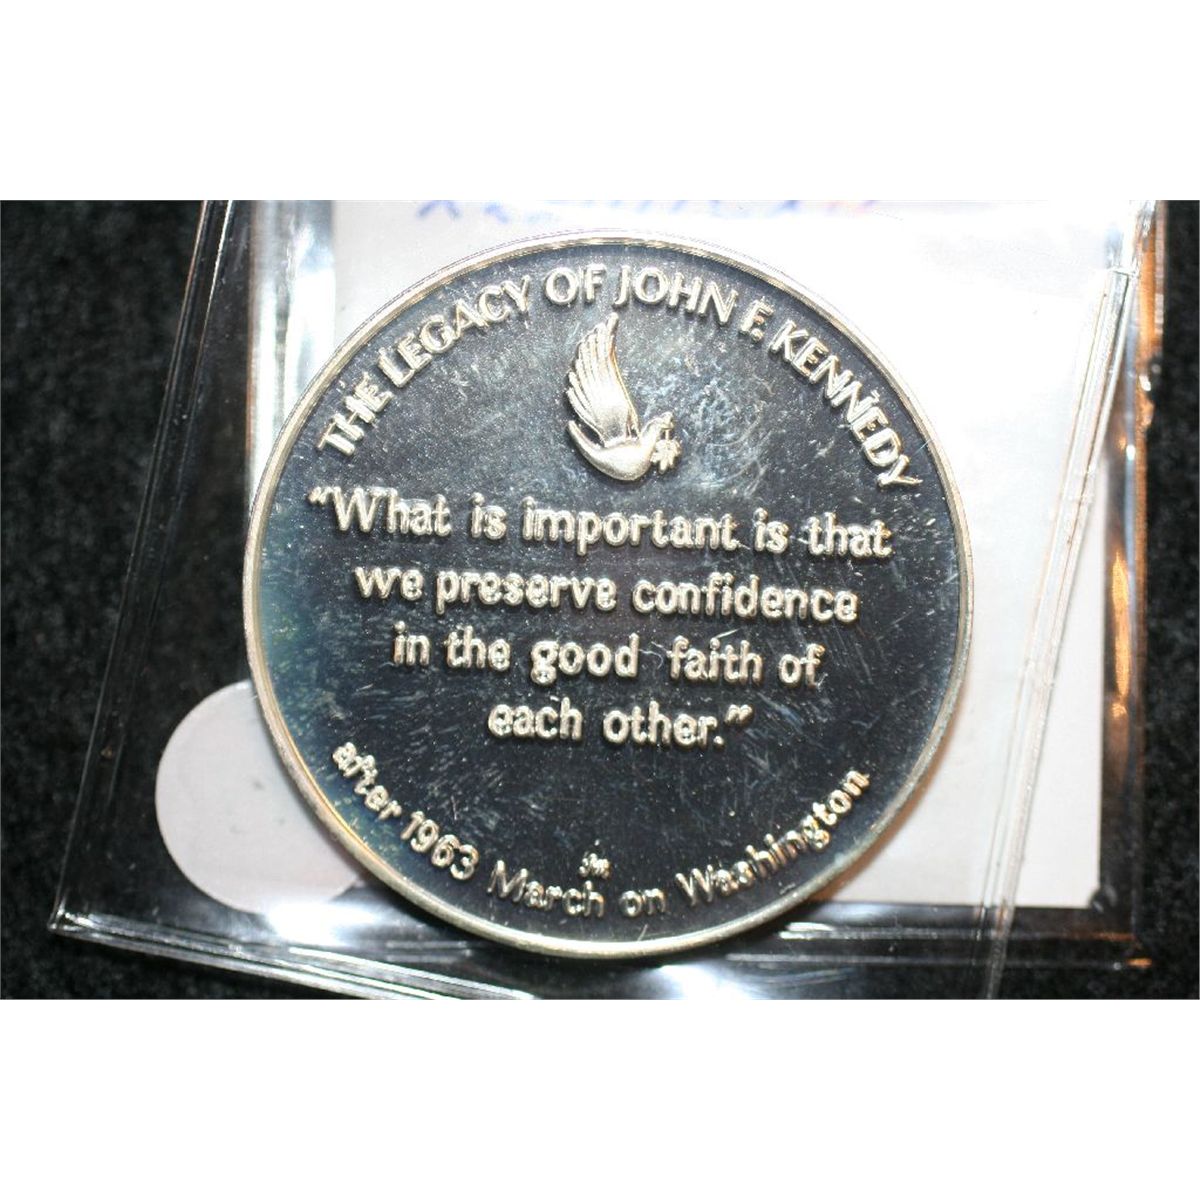 THE LEGACY OF JOHN F. KENNEDY
"What is important is that
we preserve confidence
in the good faith of
each other."
after 1963 March on Washington